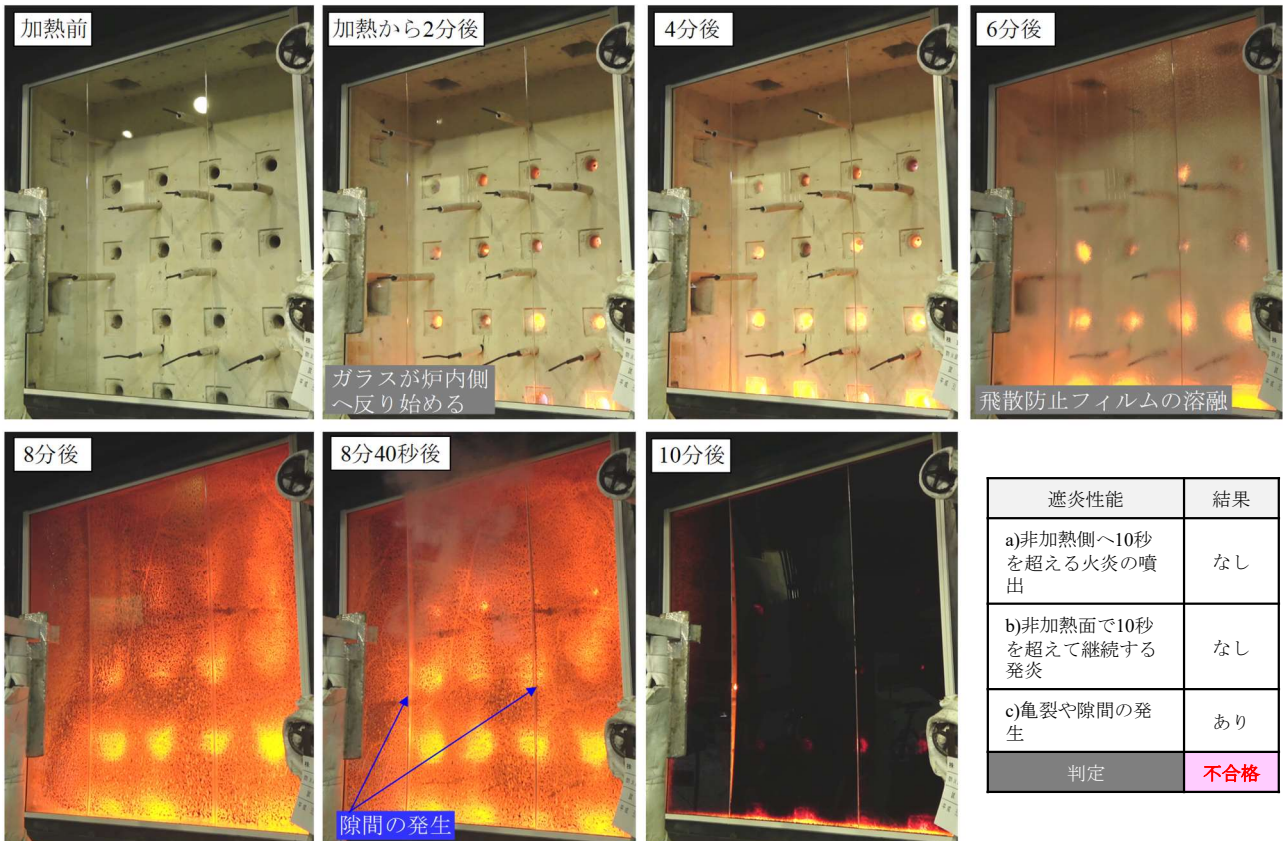 加熱前
加熱から2分後
4分後
6分後
ガラスが炉内側
へ反り始める
飛散防止フィルムの溶融
8分後
8分40秒後
10分後
隙間の発生
遮炎性能 結果
a)非加熱側へ10秒
を超える火炎の噴
出
なし
b)非加熱面で10秒
を超えて継続する
発炎
なし
c)亀裂や隙間の発
生
あり
判定 不合格